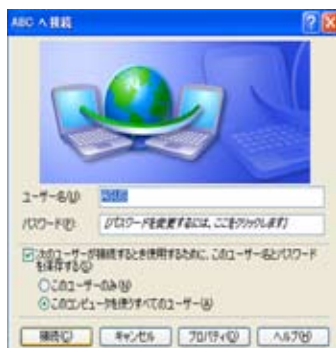 ABC へ接続
ユーザー名(U):
パスワード(P): [パスワードを変更するには、ここをクリックします]
次のユーザーが接続するとき使用するために、このユーザー名とパスワード
を保存する(S):
このユーザーのみ(N)
このコンピュータを使うすべてのユーザー(A)
接続(C) キャンセル プロパティ(O) ヘルプ(H)